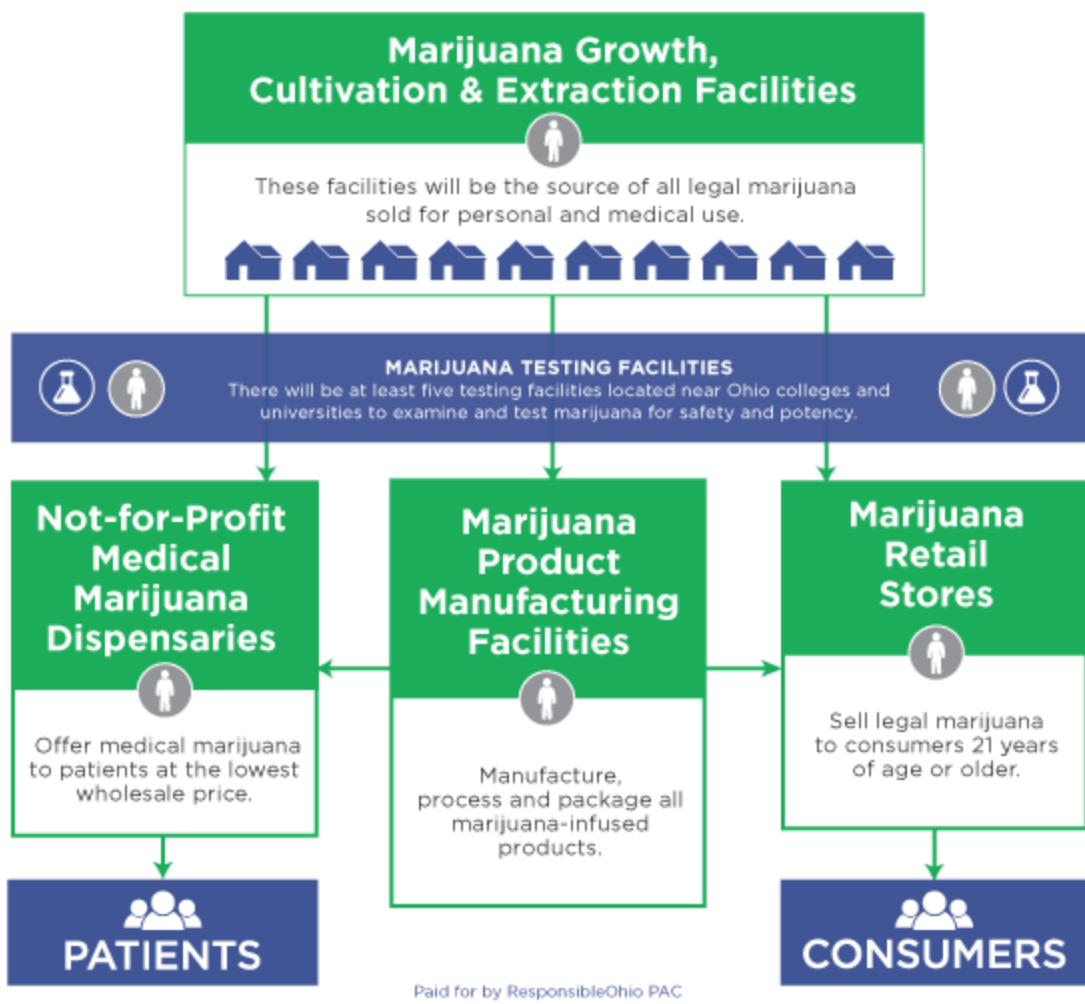 Marijuana Growth,
Cultivation & Extraction Facilities
These facilities will be the source of all legal marijuana
sold for personal and medical use.
MARIJUANA TESTING FACILITIES
There will be at least five testing facilities located near Ohio colleges and
universities to examine and test marijuana for safety and potency.
Not-for-Profit
Medical
Marijuana
Dispensaries
Offer medical marijuana
to patients at the lowest
wholesale price.
PATIENTS
Marijuana
Product
Manufacturing
Facilities
Manufacture,
process and package all
marijuana-infused
products.
Marijuana
Retail
Stores
Sell legal marijuana
to consumers 21 years
of age or older.
CONSUMERS
Paid for by ResponsibleOhio PAC